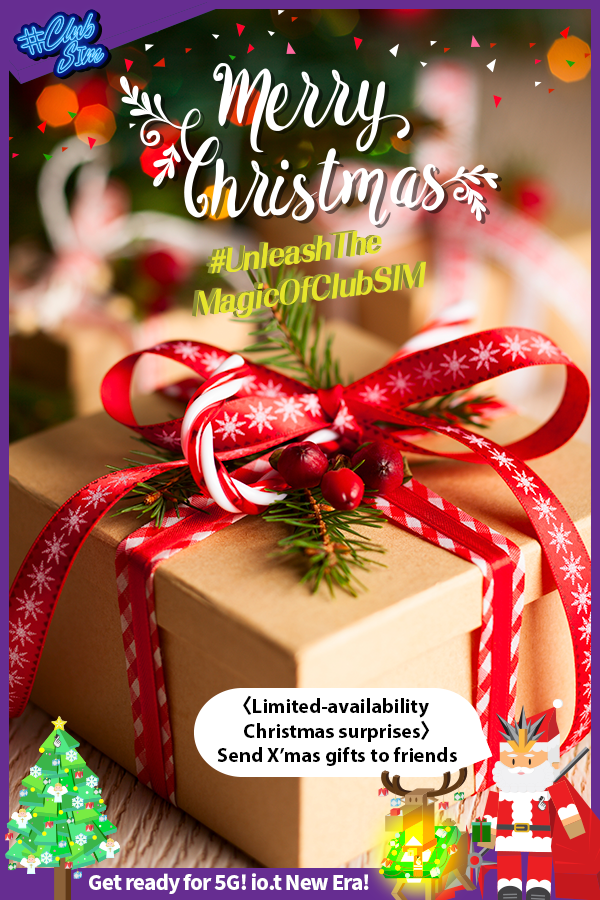 #Club
SIM
Merry
Christmas
#UnleashThe
MagicOfClubSIM
〈Limited-availability
Christmas surprises〉
Send X’mas gifts to friends
Get ready for 5G! io.t New Era!